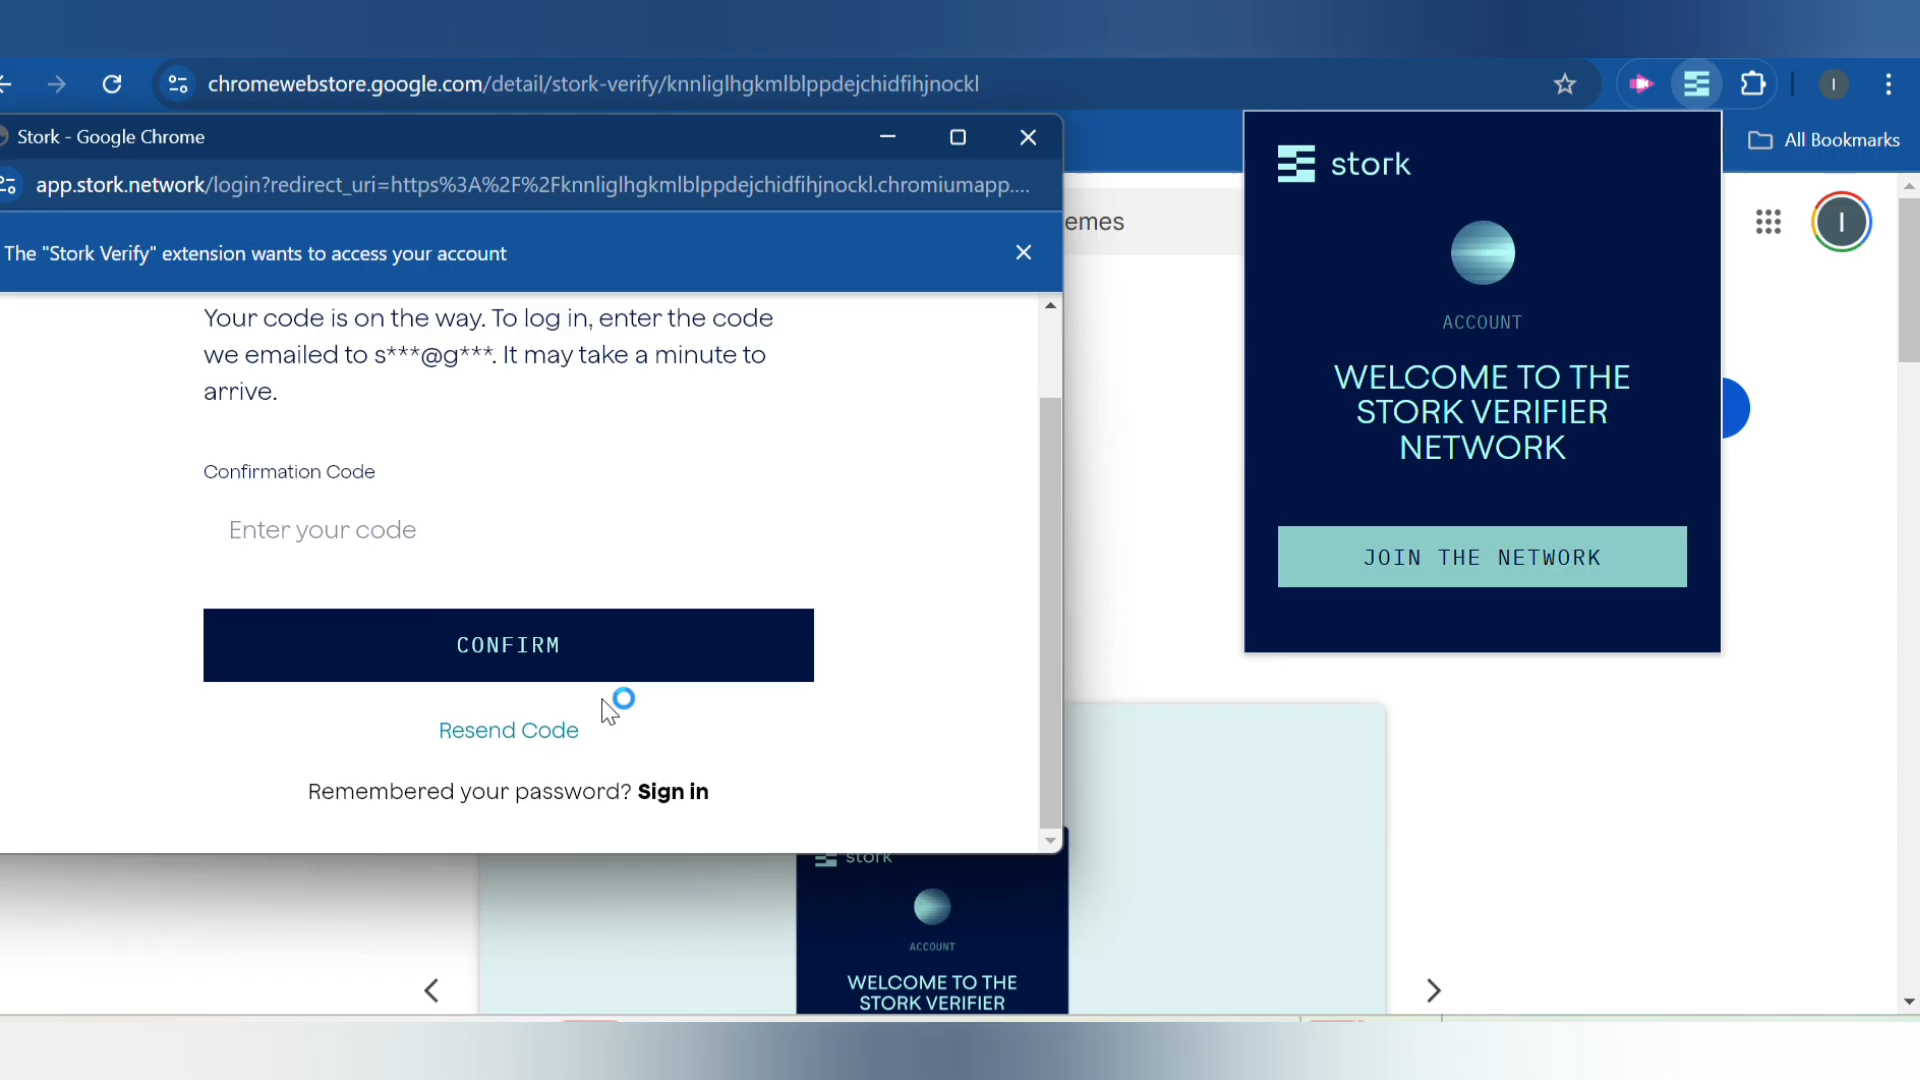 chromewebstore.google.com/detail/stork-verify/knnliglhgkmlblppdejchidfihjnockl
I
Stork - Google Chrome
All Bookmarks
app.stork.network/login?redirect_uri=https%3A%2F%2Fknnliglhgkmlblppdejchidfihjnockl.chromiumapp....
stork
emes
I
The "Stork Verify" extension wants to access your account
ACCOUNT
WELCOME TO THE
STORK VERIFIER
NETWORK
JOIN THE NETWORK
Your code is on the way. To log in, enter the code
we emailed to s***@g***. It may take a minute to
arrive.
Confirmation Code
Enter your code
CONFIRM
Resend Code
Remembered your password? Sign in
stork
ACCOUNT
WELCOME TO THE
STORK VERIFIER